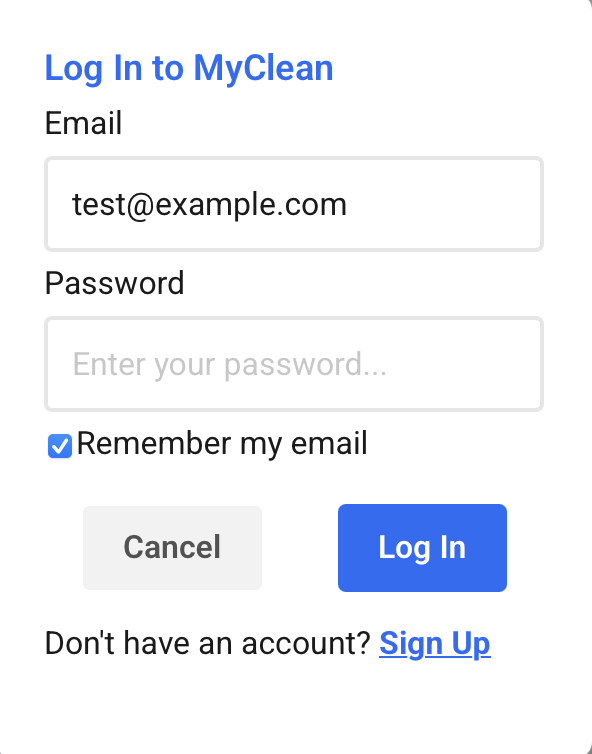 Log In to MyClean
Email
test@example.com
Password
Enter your password...
Remember my email
Cancel Log In
Don't have an account? Sign Up